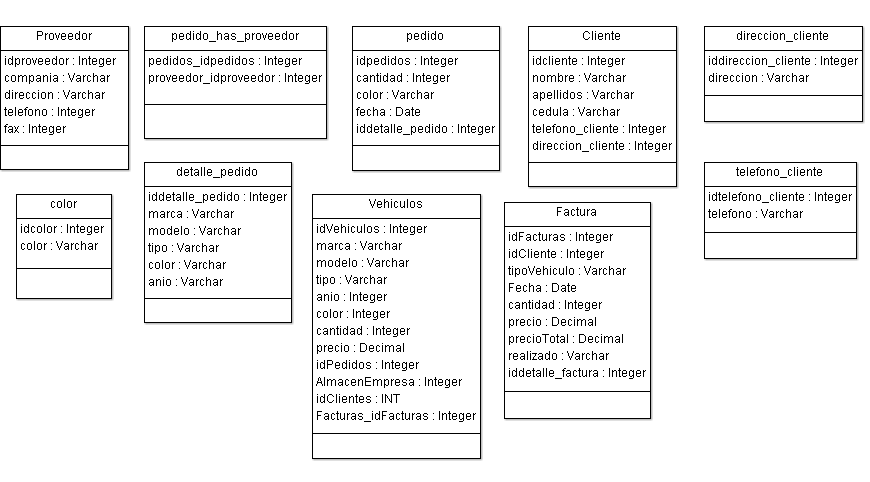 Proveedor
idproveedor : Integer
compania : Varchar
direccion : Varchar
telefono : Integer
fax : Integer
pedido_has_proveedor
pedidos_idpedidos : Integer
proveedor_idproveedor : Integer
pedido
idpedidos : Integer
cantidad : Integer
color : Varchar
fecha : Date
iddetalle_pedido : Integer
Cliente
idcliente : Integer
nombre : Varchar
apellidos : Varchar
cedula : Varchar
telefono_cliente : Integer
direccion_cliente : Integer
direccion_cliente
iddireccion_cliente : Integer
direccion : Varchar
color
idcolor : Integer
color : Varchar
detalle_pedido
iddetalle_pedido : Integer
marca : Varchar
modelo : Varchar
tipo : Varchar
color : Varchar
anio : Varchar
Vehiculos
idVehiculos : Integer
marca : Varchar
modelo : Varchar
tipo : Varchar
anio : Integer
color : Integer
cantidad : Integer
precio : Decimal
idPedidos : Integer
AlmacenEmpresa : Integer
idClientes : INT
Facturas_idFacturas : Integer
Factura
idFacturas : Integer
idCliente : Integer
tipoVehiculo : Varchar
Fecha : Date
cantidad : Integer
precio : Decimal
precioTotal : Decimal
realizado : Varchar
iddetalle_factura : Integer
telefono_cliente
idtelefono_cliente : Integer
telefono : Varchar